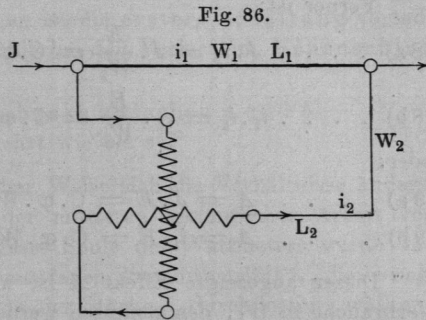 Fig. 86.
J i₁ W₁ L₁
W₂
i₂
L₂